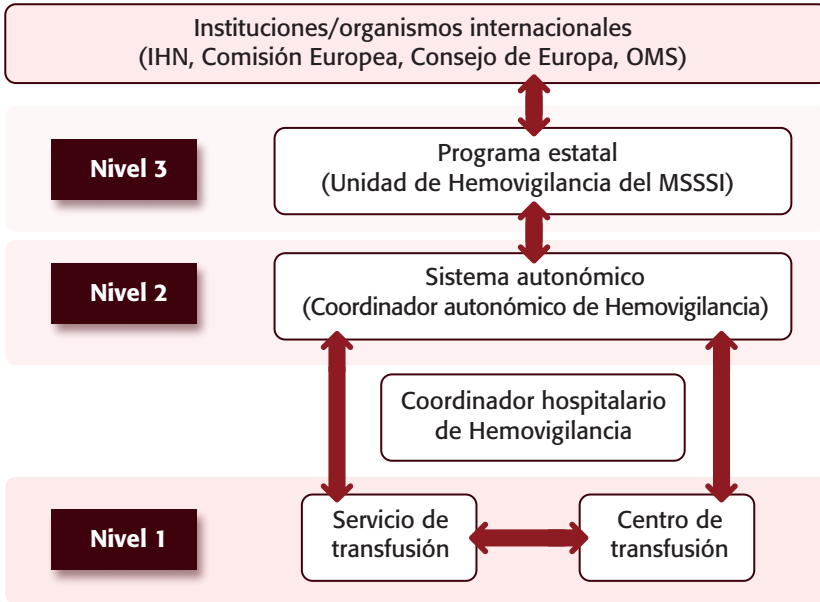 Instituciones/organismos internacionales
(IHN, Comisión Europea, Consejo de Europa, OMS)
Nivel 3
Programa estatal
(Unidad de Hemovigilancia del MSSSI)
Nivel 2
Sistema autonómico
(Coordinador autonómico de Hemovigilancia)
Coordinador hospitalario
de Hemovigilancia
Nivel 1
Servicio de
transfusión
Centro de
transfusión